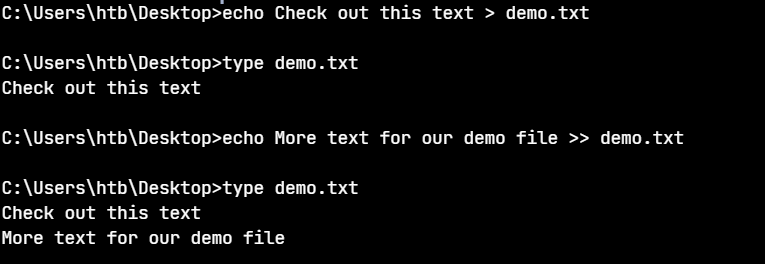 C:\Users\htb\Desktop>echo Check out this text > demo.txt
C:\Users\htb\Desktop>type demo.txt
Check out this text
C:\Users\htb\Desktop>echo More text for our demo file >> demo.txt
C:\Users\htb\Desktop>type demo.txt
Check out this text
More text for our demo file